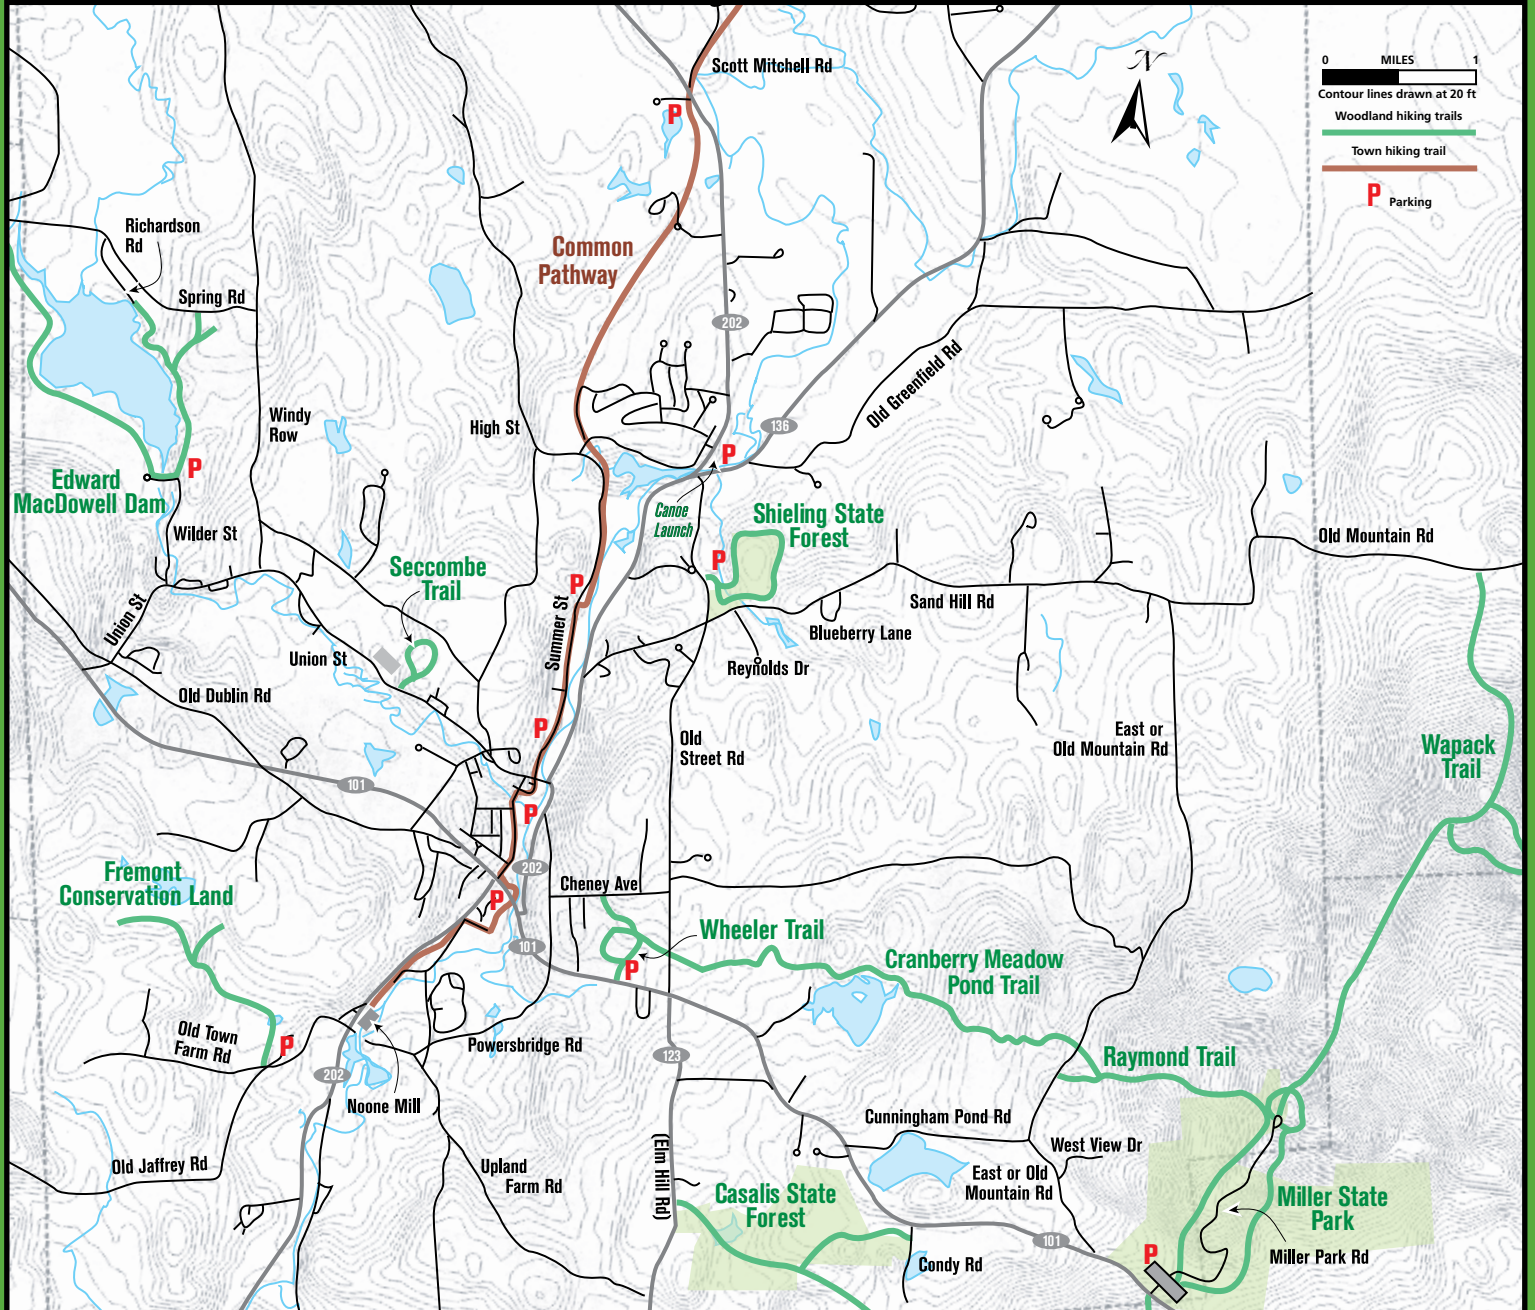 Scott Mitchell Rd
N
0 MILES 1
Contour lines drawn at 20 ft
Woodland hiking trails
Town hiking trail
P Parking
P
Richardson
Rd
Spring Rd
Common
Pathway
202
Windy
Row
High St
136
Old Greenfield Rd
P
P
Edward
MacDowell Dam
Wilder St
Canoe
Launch
Shieling State
Forest
Old Mountain Rd
P
Seccombe
Trail
P
Union St
Summer St
Sand Hill Rd
Blueberry Lane
Union St
Reynolds Dr
Old Dublin Rd
P
Old
Street Rd
East or
Old Mountain Rd
Wapack
Trail
101
P
Fremont
Conservation Land
202
Cheney Ave
P
Wheeler Trail
101
P
Cranberry Meadow
Pond Trail
Old Town
Farm Rd
P
Powersbridge Rd
123
Raymond Trail
202
Noone Mill
Cunningham Pond Rd
West View Dr
Old Jaffrey Rd
Upland
Farm Rd
(Elm Hill Rd)
East or Old
Mountain Rd
Casalis State
Forest
Miller State
Park
101
P
Condy Rd
Miller Park Rd